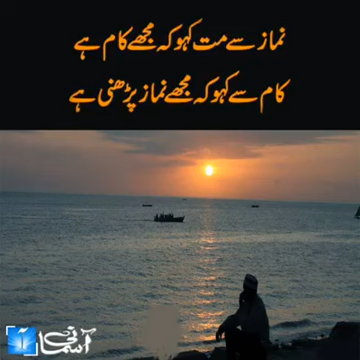 نماز سے مت کہو کہ مجھے کام ہے
کام سے کہو کہ مجھے نماز پڑھنی ہے
آسمانی